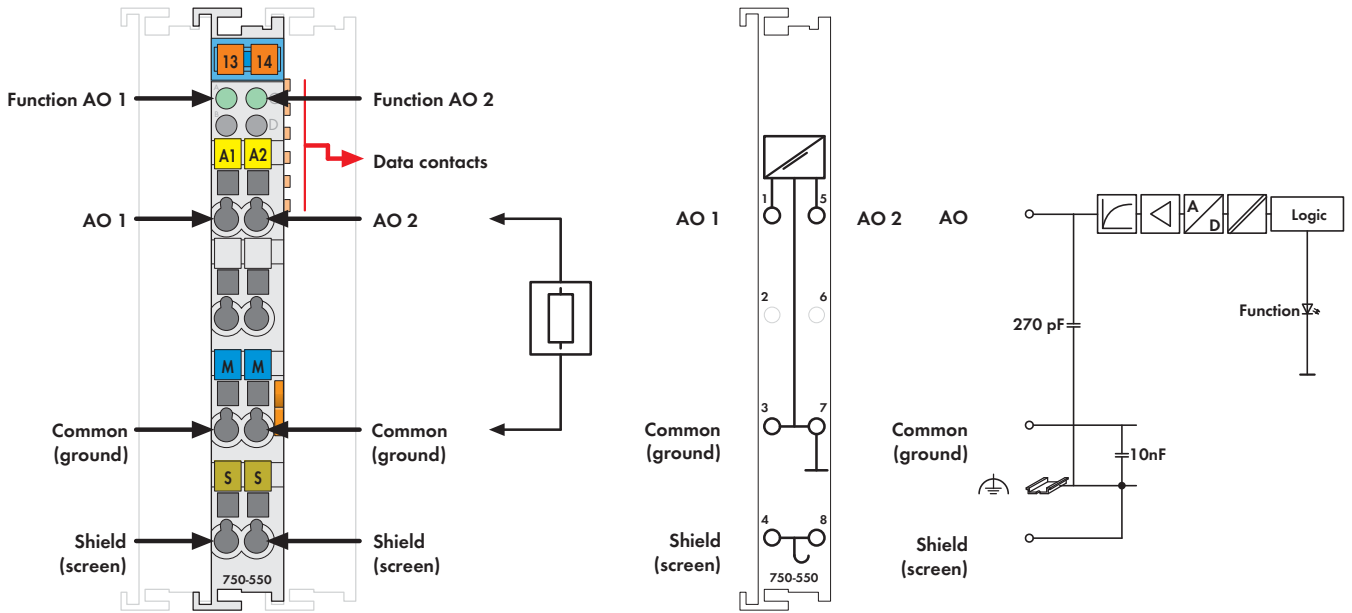 13 14
Function AO 1
Function AO 2
D
A1 A2
Data contacts
AO 1
AO 2
M M
Common
(ground)
Common
(ground)
S S
Shield
(screen)
Shield
(screen)
750-550
1
5
AO 1
AO 2
2
6
3
7
Common
(ground)
4
8
Shield
(screen)
750-550
AO
A
D
Logic
Function
270 pF
Common
(ground)
10nF
Shield
(screen)